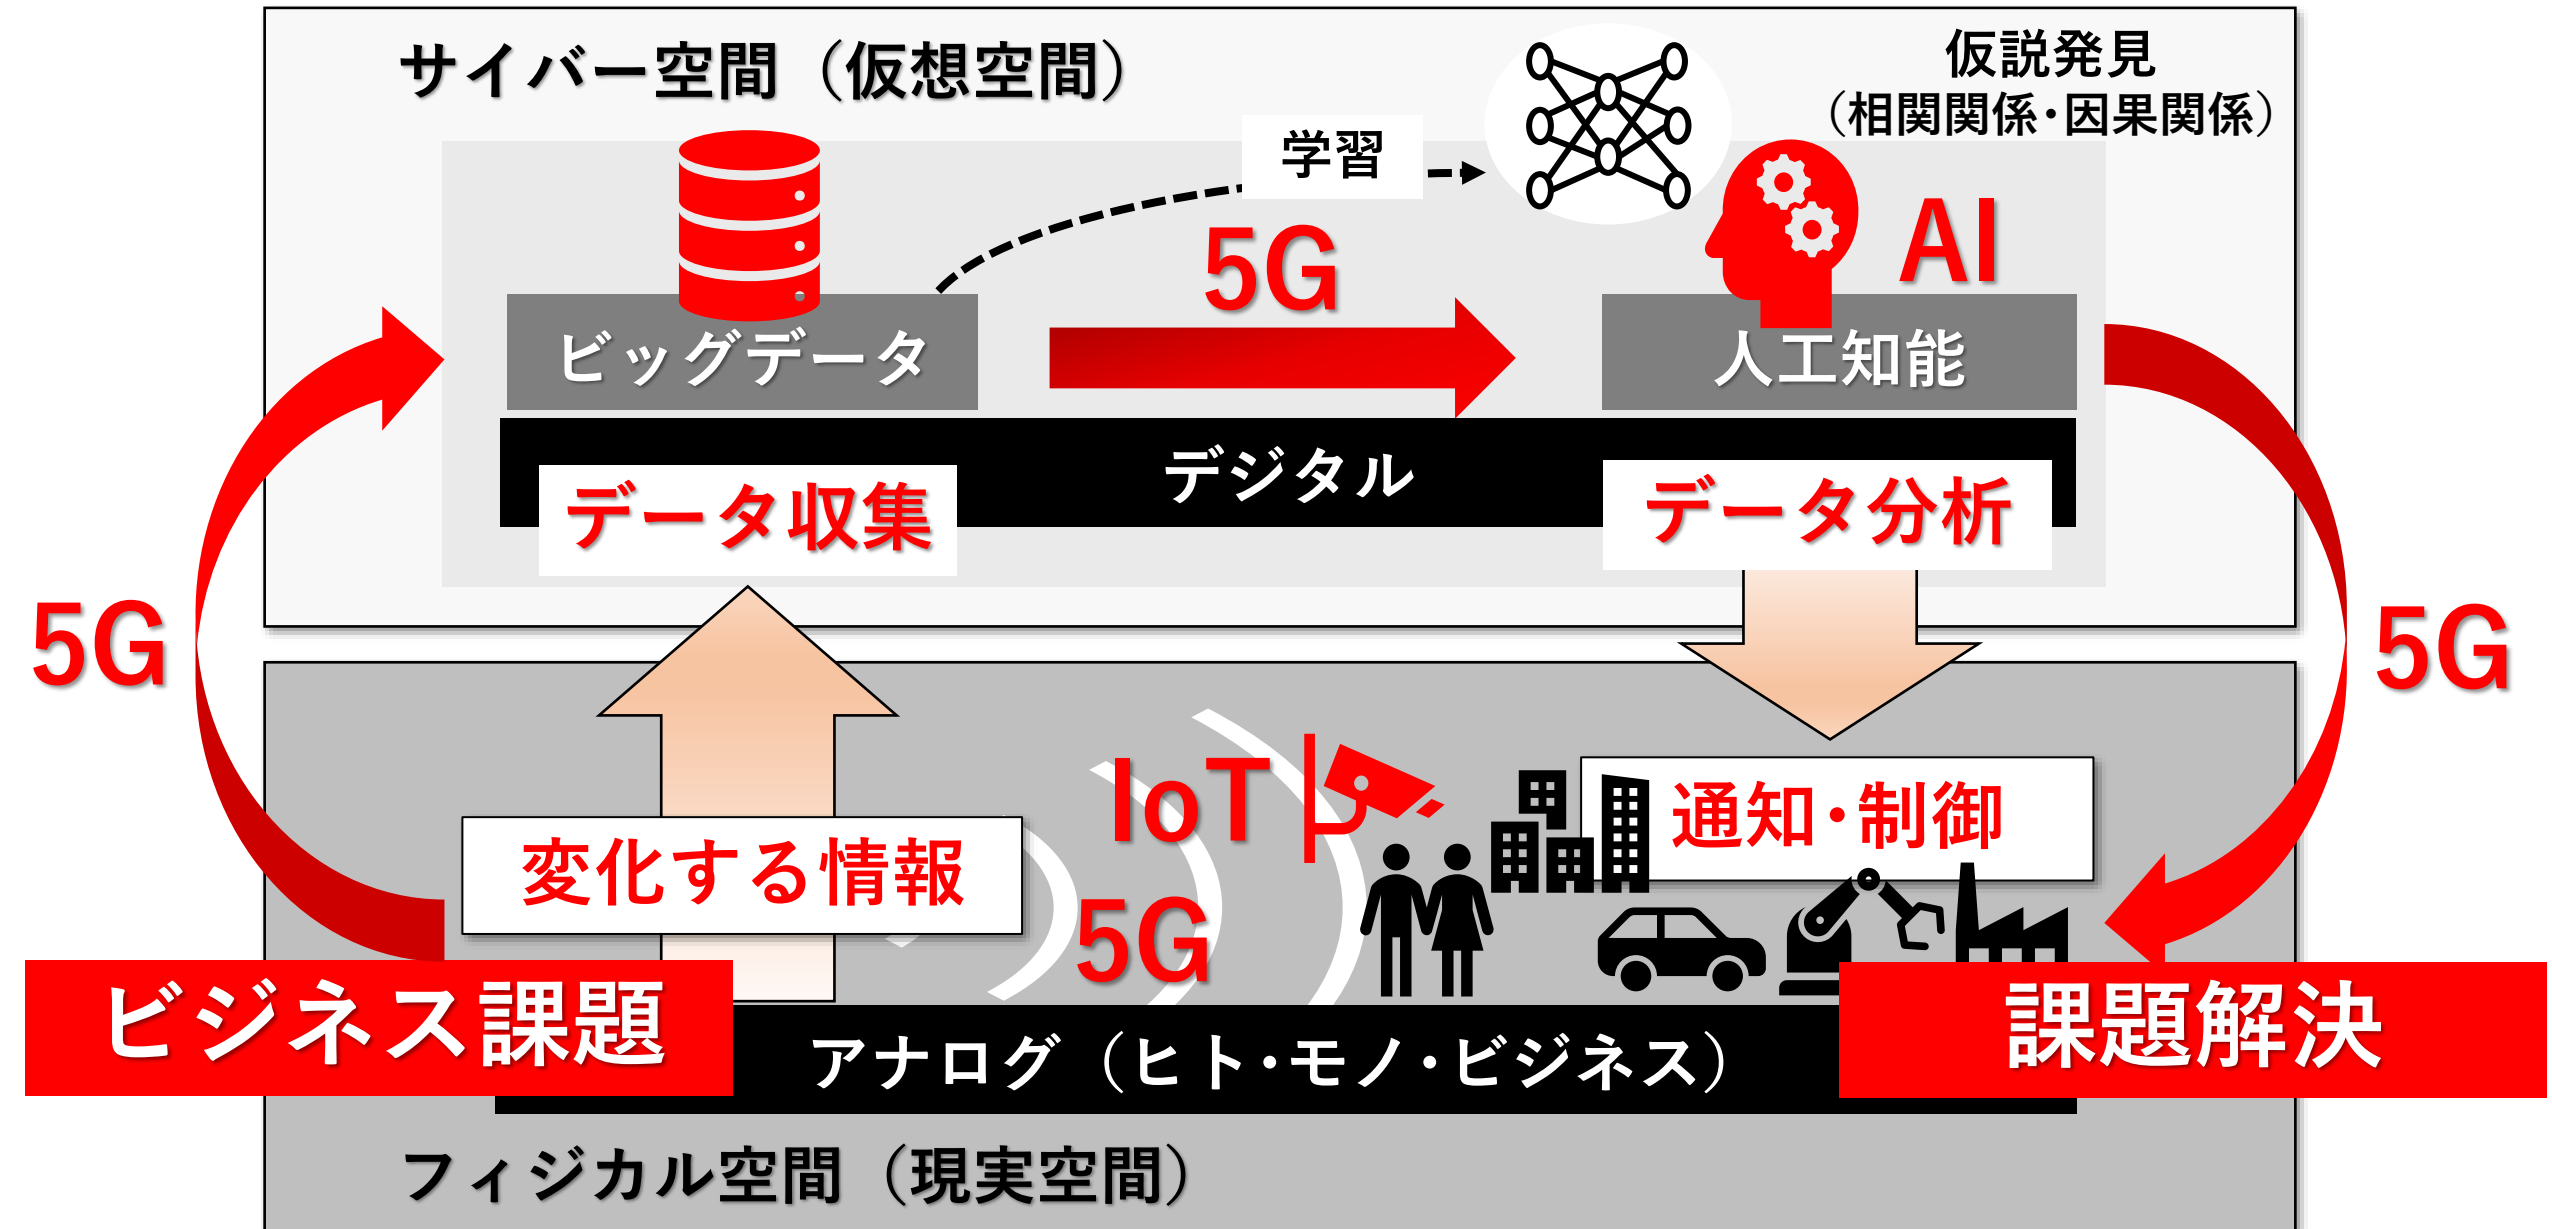 サイバー空間（仮想空間）
仮説発見
（相関関係・因果関係）
学習
5G
AI
ビッグデータ
人工知能
デジタル
データ収集
データ分析
5G
5G
IoT
通知・制御
変化する情報
5G
ビジネス課題
課題解決
アナログ（ヒト・モノ・ビジネス）
フィジカル空間（現実空間）